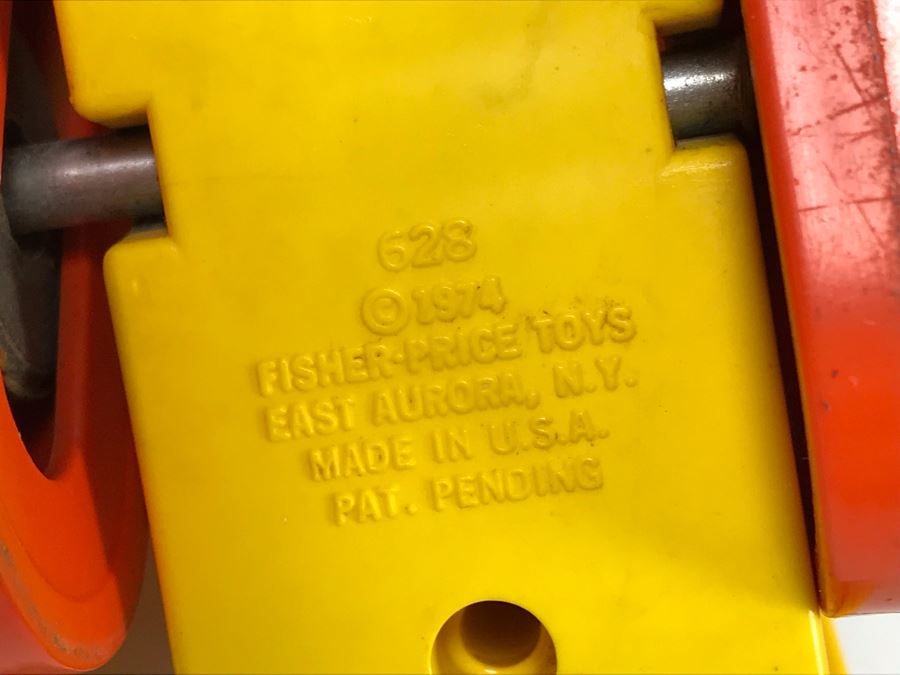 628
©1974
FISHER-PRICE TOYS
EAST AURORA, N.Y.
MADE IN U.S.A.
PAT. PENDING